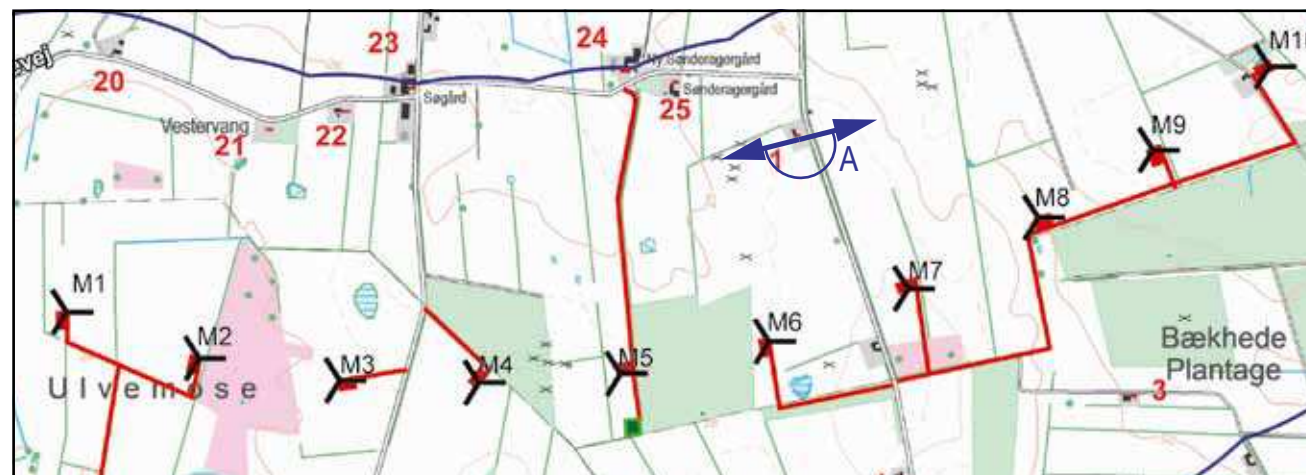 M10
23
24
vej
20
Ny Sønderagergård
Søgård
25
Sønderagergård
Vestervang
22
21
1
A
M9
M8
M1
M7
M2
M6
M3
M4
M5
Bækhede
Plantage
Ulvemose
3